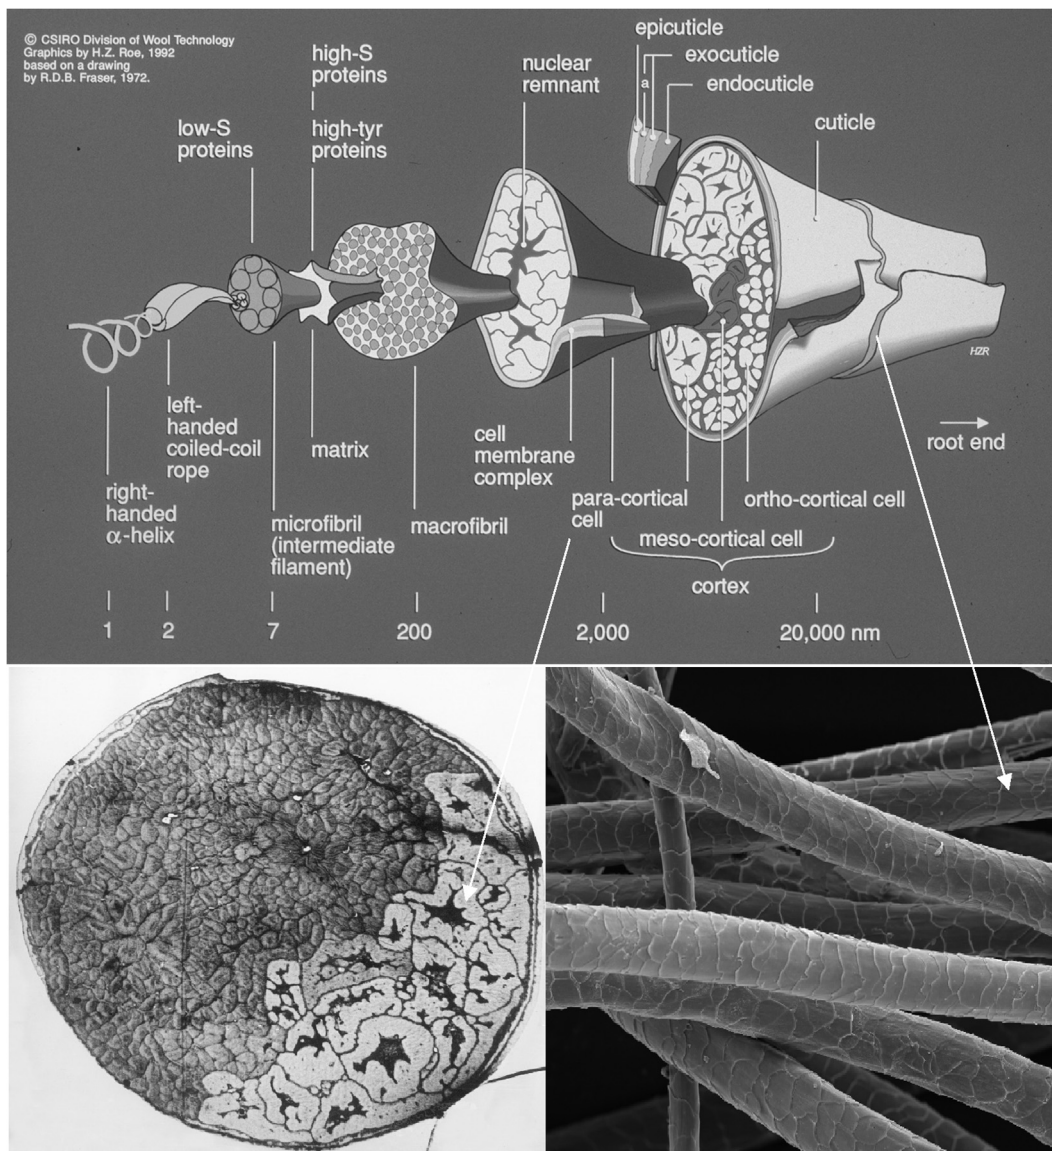 © CSIRO Division of Wool Technology
Graphics by H.Z. Roe, 1992
based on a drawing
by R.D.B. Fraser, 1972.
low-S
proteins
high-S
proteins
high-tyr
proteins
nuclear
remnant
epicuticle
exocuticle
a
endocuticle
cuticle
HZR
root end
right-
handed
α-helix
left-
handed
coiled-coil
rope
microfibril
(intermediate
filament)
matrix
macrofibril
cell
membrane
complex
para-cortical
cell
ortho-cortical cell
meso-cortical cell
cortex
1
2
7
200
2,000
20,000 nm